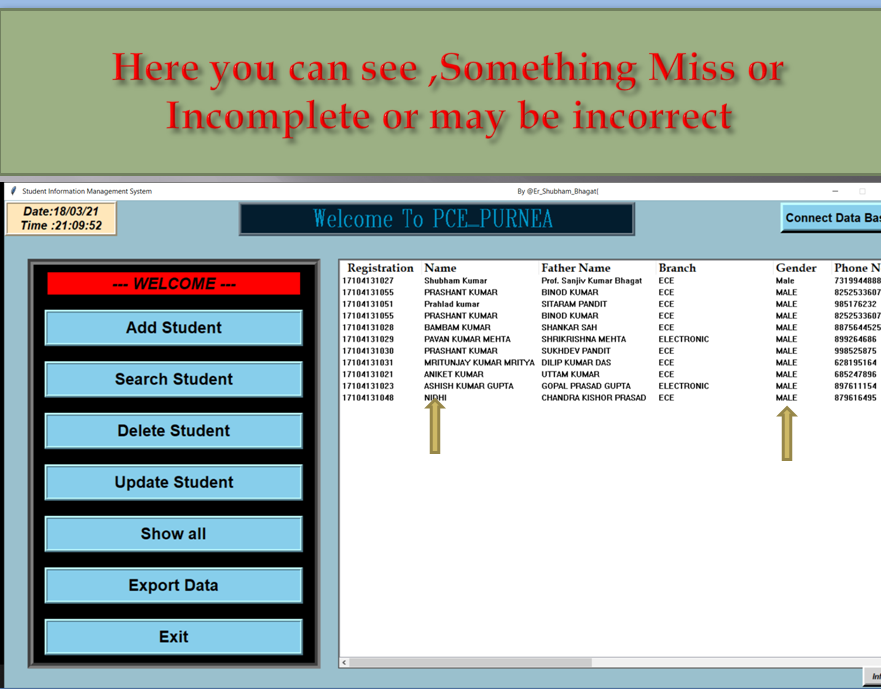 Here you can see ,Something Miss or
Incomplete or may be incorrect
Student Information Management System
By @Er_Shubham_Bhagat(
Date:18/03/21
Time :21:09:52
Welcome To PCE_PURNEA
Connect Data Bas
--- WELCOME ---
Add Student
Search Student
Delete Student
Update Student
Show all
Export Data
Exit
Registration Name Father Name Branch Gender Phone N
17104131027 Shubham Kumar Prof. Sanjiv Kumar Bhagat ECE Male 7319944888
17104131055 PRASHANT KUMAR BINOD KUMAR ECE MALE 8252533607
17104131051 Prahlad kumar SITARAM PANDIT ECE MALE 985176232
17104131055 PRASHANT KUMAR BINOD KUMAR ECE MALE 8252533607
17104131028 BAMBAM KUMAR SHANKAR SAH ECE MALE 8875644525
17104131029 PAVAN KUMAR MEHTA SHRIKRISHNA MEHTA ELECTRONIC MALE 899264686
17104131030 PRASHANT KUMAR SUKHDEV PANDIT ECE MALE 998525875
17104131031 MRITUNJAY KUMAR MRITYA DILIP KUMAR DAS ECE MALE 628195164
17104131021 ANIKET KUMAR UTTAM KUMAR ECE MALE 685247896
17104131023 ASHISH KUMAR GUPTA GOPAL PRASAD GUPTA ELECTRONIC MALE 897611154
17104131048 NIDHI CHANDRA KISHOR PRASAD ECE MALE 879616495